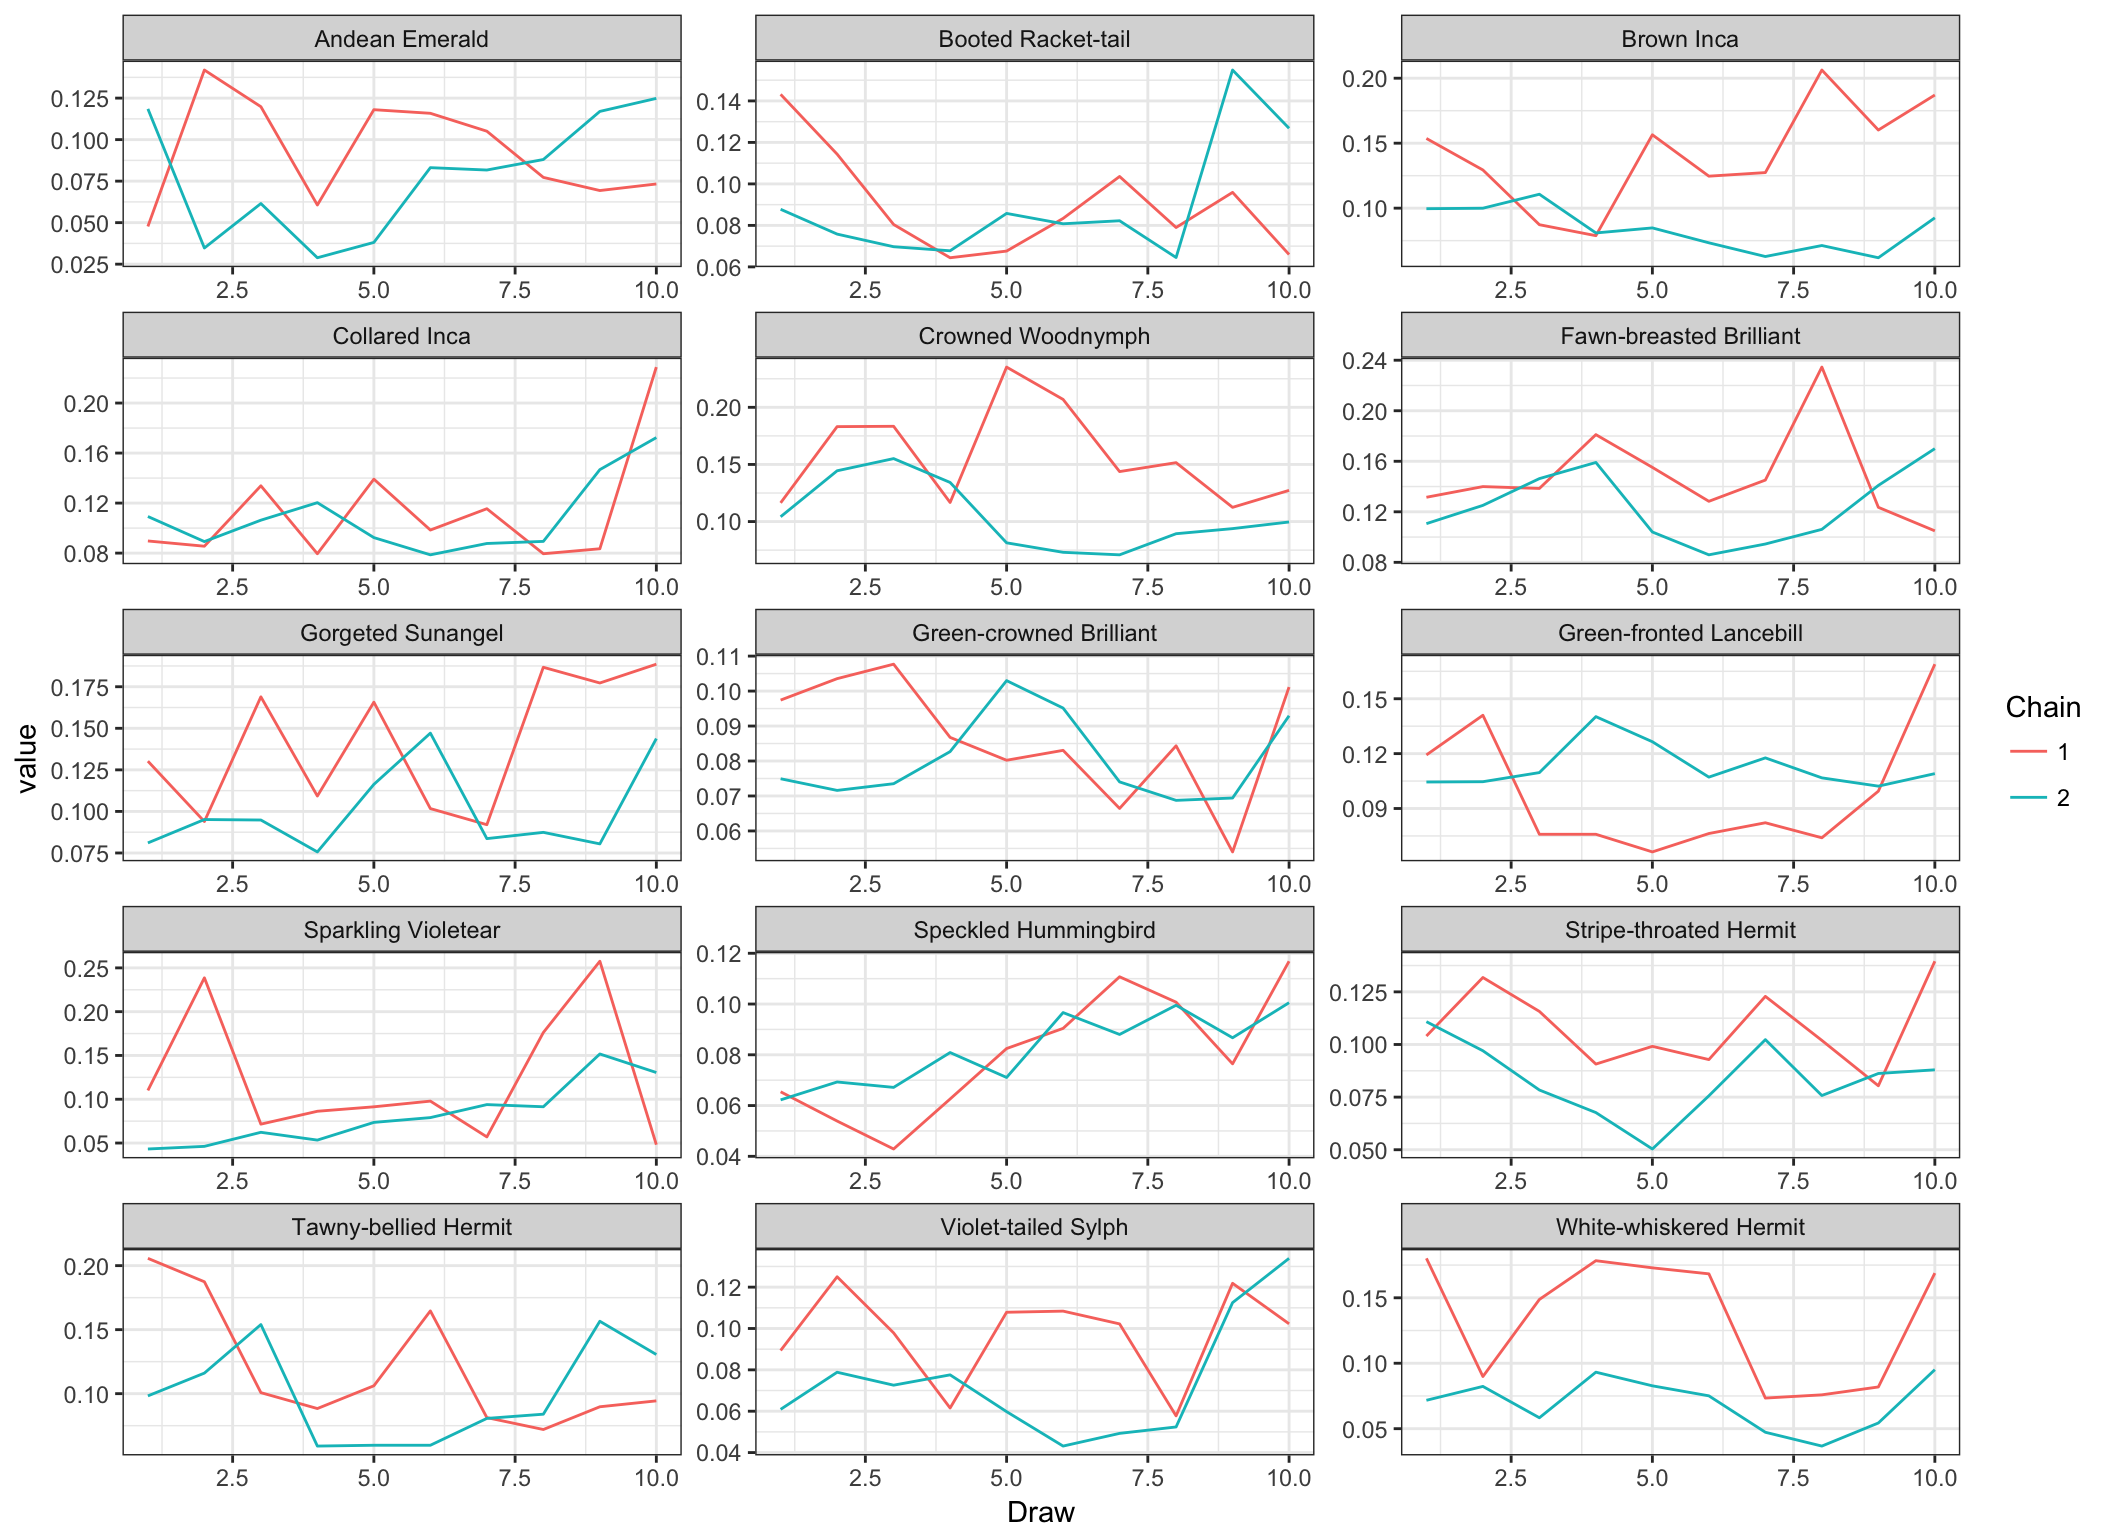 Andean Emerald
Booted Racket-tail
Brown Inca
0.125
0.100
0.075
0.050
0.025
0.14
0.12
0.10
0.08
0.06
0.20
0.15
0.10
2.5 5.0 7.5 10.0
2.5 5.0 7.5 10.0
2.5 5.0 7.5 10.0
Collared Inca
Crowned Woodnymph
Fawn-breasted Brilliant
0.20
0.16
0.12
0.08
0.20
0.15
0.10
0.24
0.20
0.16
0.12
0.08
2.5 5.0 7.5 10.0
2.5 5.0 7.5 10.0
2.5 5.0 7.5 10.0
Gorgeted Sunangel
Green-crowned Brilliant
Green-fronted Lancebill
0.175
0.150
0.125
0.100
0.075
0.11
0.10
0.09
0.08
0.07
0.06
0.15
0.12
0.09
2.5 5.0 7.5 10.0
2.5 5.0 7.5 10.0
2.5 5.0 7.5 10.0
Sparkling Violetear
Speckled Hummingbird
Stripe-throated Hermit
0.25
0.20
0.15
0.10
0.05
0.12
0.10
0.08
0.06
0.04
0.125
0.100
0.075
0.050
2.5 5.0 7.5 10.0
2.5 5.0 7.5 10.0
2.5 5.0 7.5 10.0
Tawny-bellied Hermit
Violet-tailed Sylph
White-whiskered Hermit
0.20
0.15
0.10
0.12
0.10
0.08
0.06
0.04
0.15
0.10
0.05
2.5 5.0 7.5 10.0
2.5 5.0 7.5 10.0
2.5 5.0 7.5 10.0
value
Draw
Chain
1
2